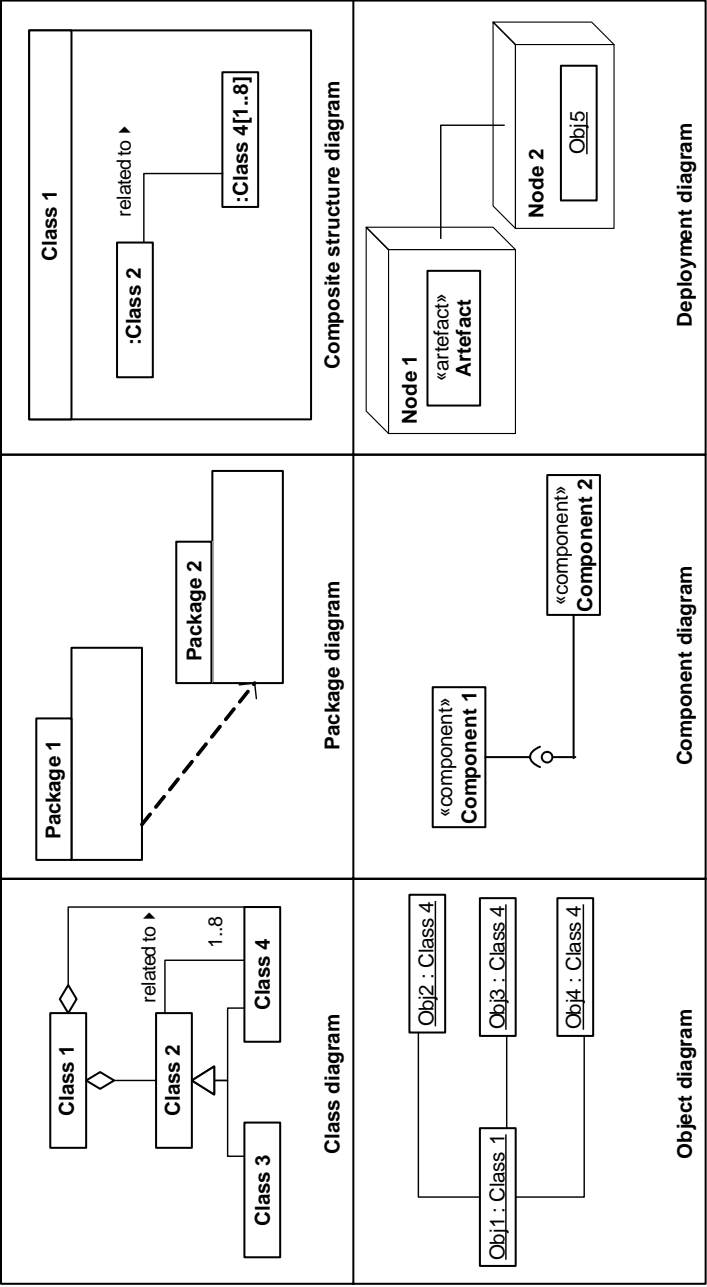 Class 1
Class 2
related to ▶
1..8
Class 3
Class 4
Class diagram
Package 1
Package 2
Package diagram
Class 1
:Class 2
related to ▶
:Class 4[1..8]
Composite structure diagram
Obj2 : Class 4
Obj1 : Class 1
Obj3 : Class 4
Obj4 : Class 4
Object diagram
«component»
Component 1
«component»
Component 2
Component diagram
Node 1
«artefact»
Artefact
Node 2
Obj5
Deployment diagram